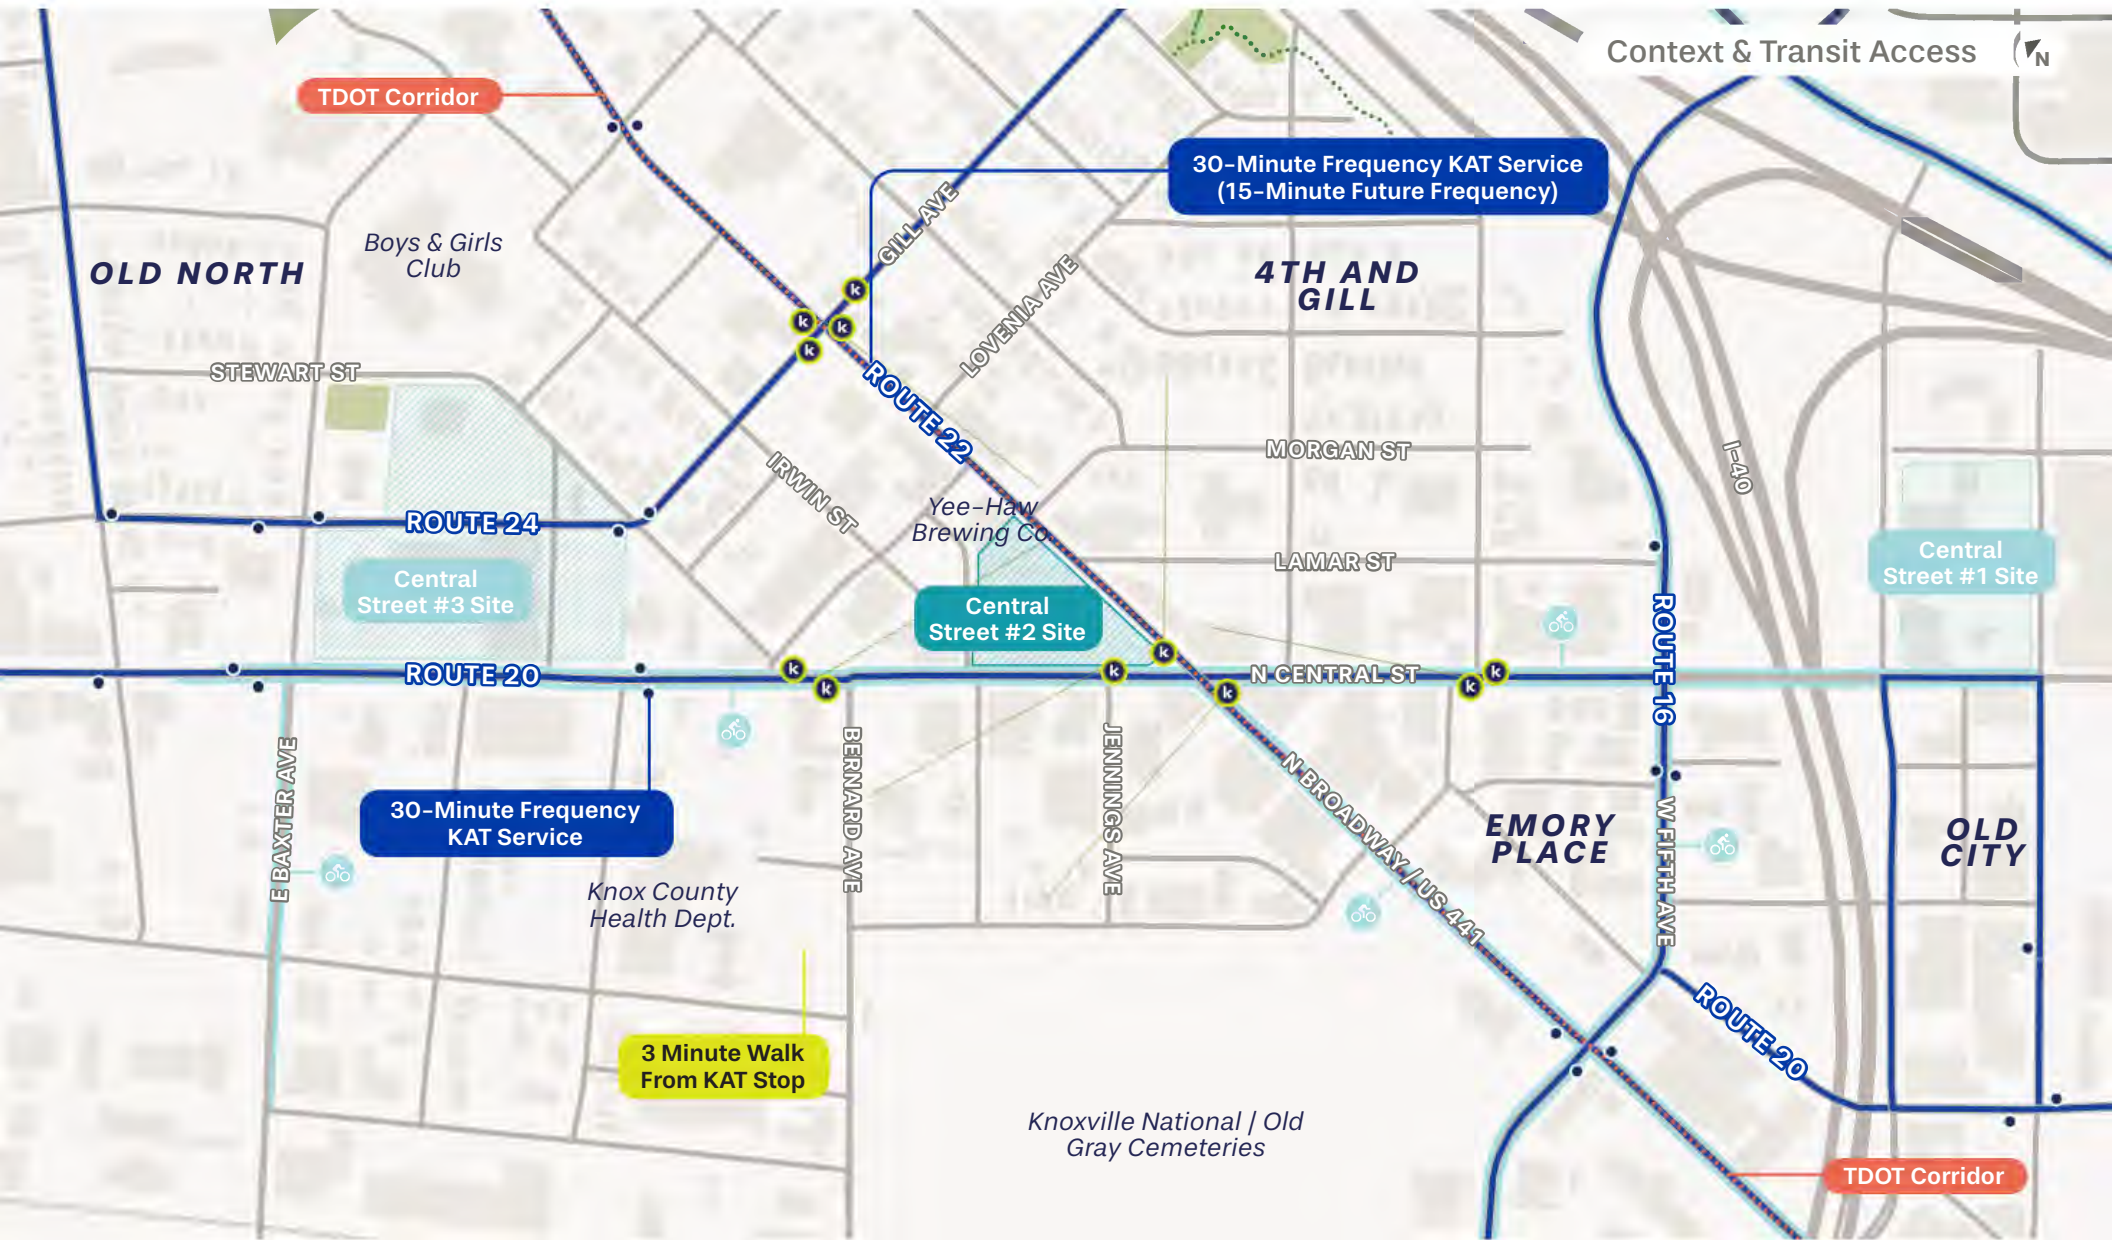 Context & Transit Access
N
TDOT Corridor
30-Minute Frequency KAT Service
(15-Minute Future Frequency)
GILL AVE
Boys & Girls
Club
OLD NORTH
4TH AND
GILL
LOVENIA AVE
k
k
k
k
STEWART ST
ROUTE 22
MORGAN ST
I-40
IRWIN ST
Yee-Haw
Brewing Co.
ROUTE 24
LAMAR ST
Central
Street #1 Site
Central
Street #3 Site
Central
Street #2 Site
ROUTE 16
k
k
k
k
k
k
k
ROUTE 20
N CENTRAL ST
E BAXTER AVE
BERNARD AVE
JENNINGS AVE
N BROADWAY / US 441
W FIFTH AVE
30-Minute Frequency
KAT Service
EMORY
PLACE
OLD
CITY
Knox County
Health Dept.
ROUTE 20
3 Minute Walk
From KAT Stop
Knoxville National / Old
Gray Cemeteries
TDOT Corridor